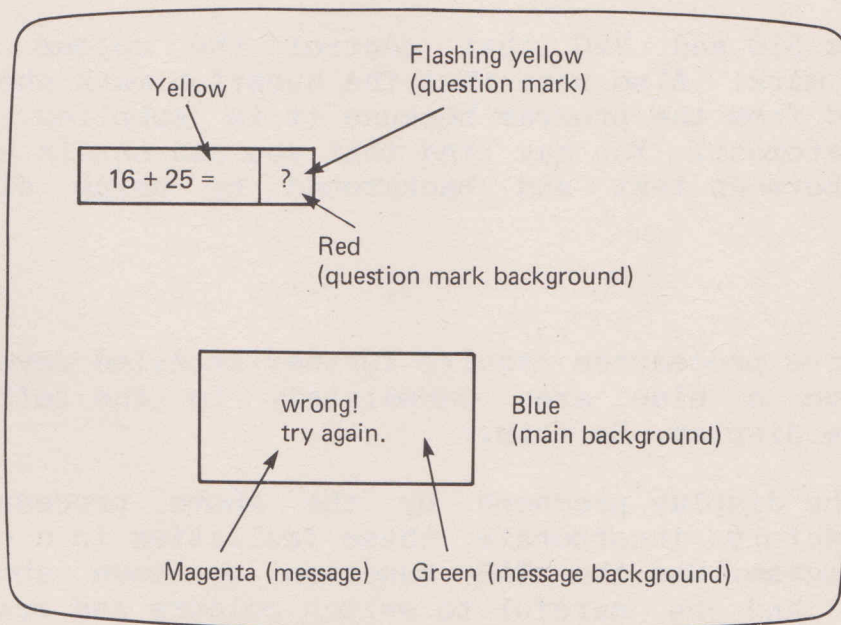 Flashing yellow
(question mark)
Yellow
16 + 25 =
?
Red
(question mark background)
wrong!
try again.
Blue
(main background)
Magenta (message)
Green (message background)